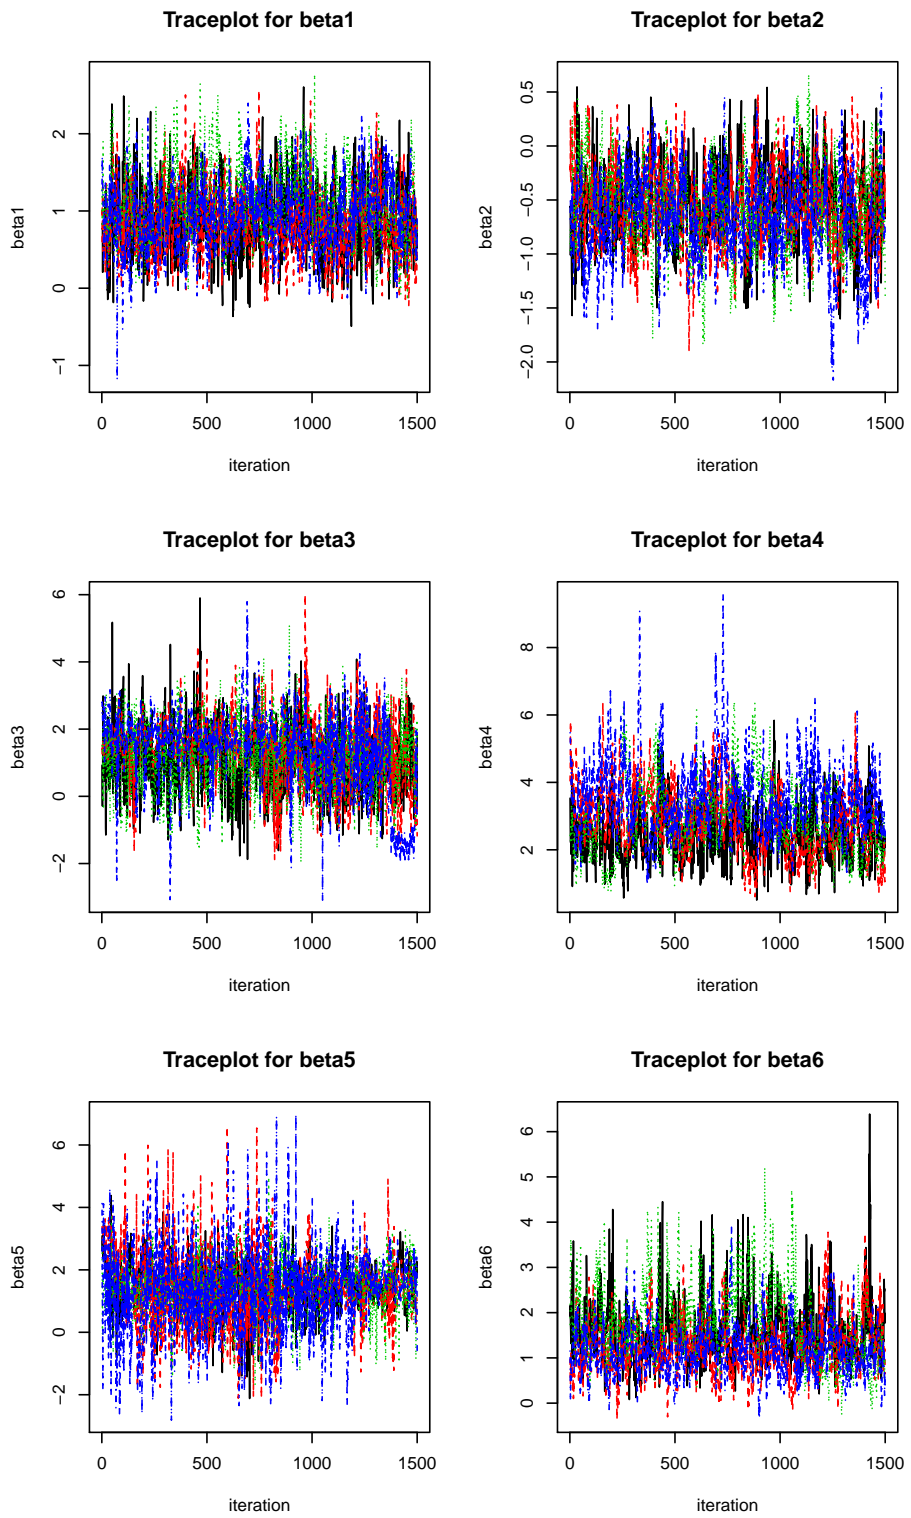 Traceplot for beta1
beta1
2
1
0
−1
0 500 1000 1500
iteration
Traceplot for beta2
beta2
0.5
0.0
−0.5
−1.0
−1.5
−2.0
0 500 1000 1500
iteration
Traceplot for beta3
beta3
6
4
2
0
−2
0 500 1000 1500
iteration
Traceplot for beta4
beta4
8
6
4
2
0 500 1000 1500
iteration
Traceplot for beta5
beta5
6
4
2
0
−2
0 500 1000 1500
iteration
Traceplot for beta6
beta6
6
5
4
3
2
1
0
0 500 1000 1500
iteration